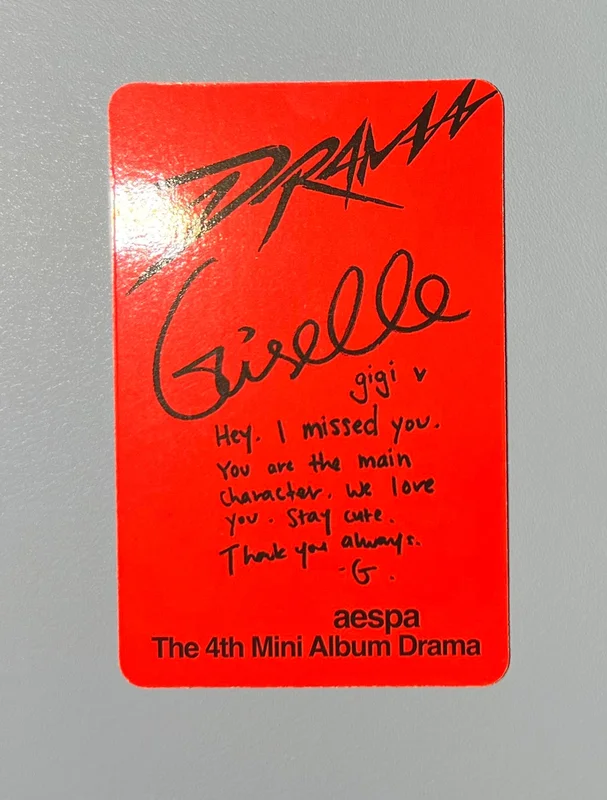 DRAMA
Giselle
gigi v
Hey. I missed you.
You are the main
character. We love
you. Stay cute.
Thank you always.
-G.
aespa
The 4th Mini Album Drama